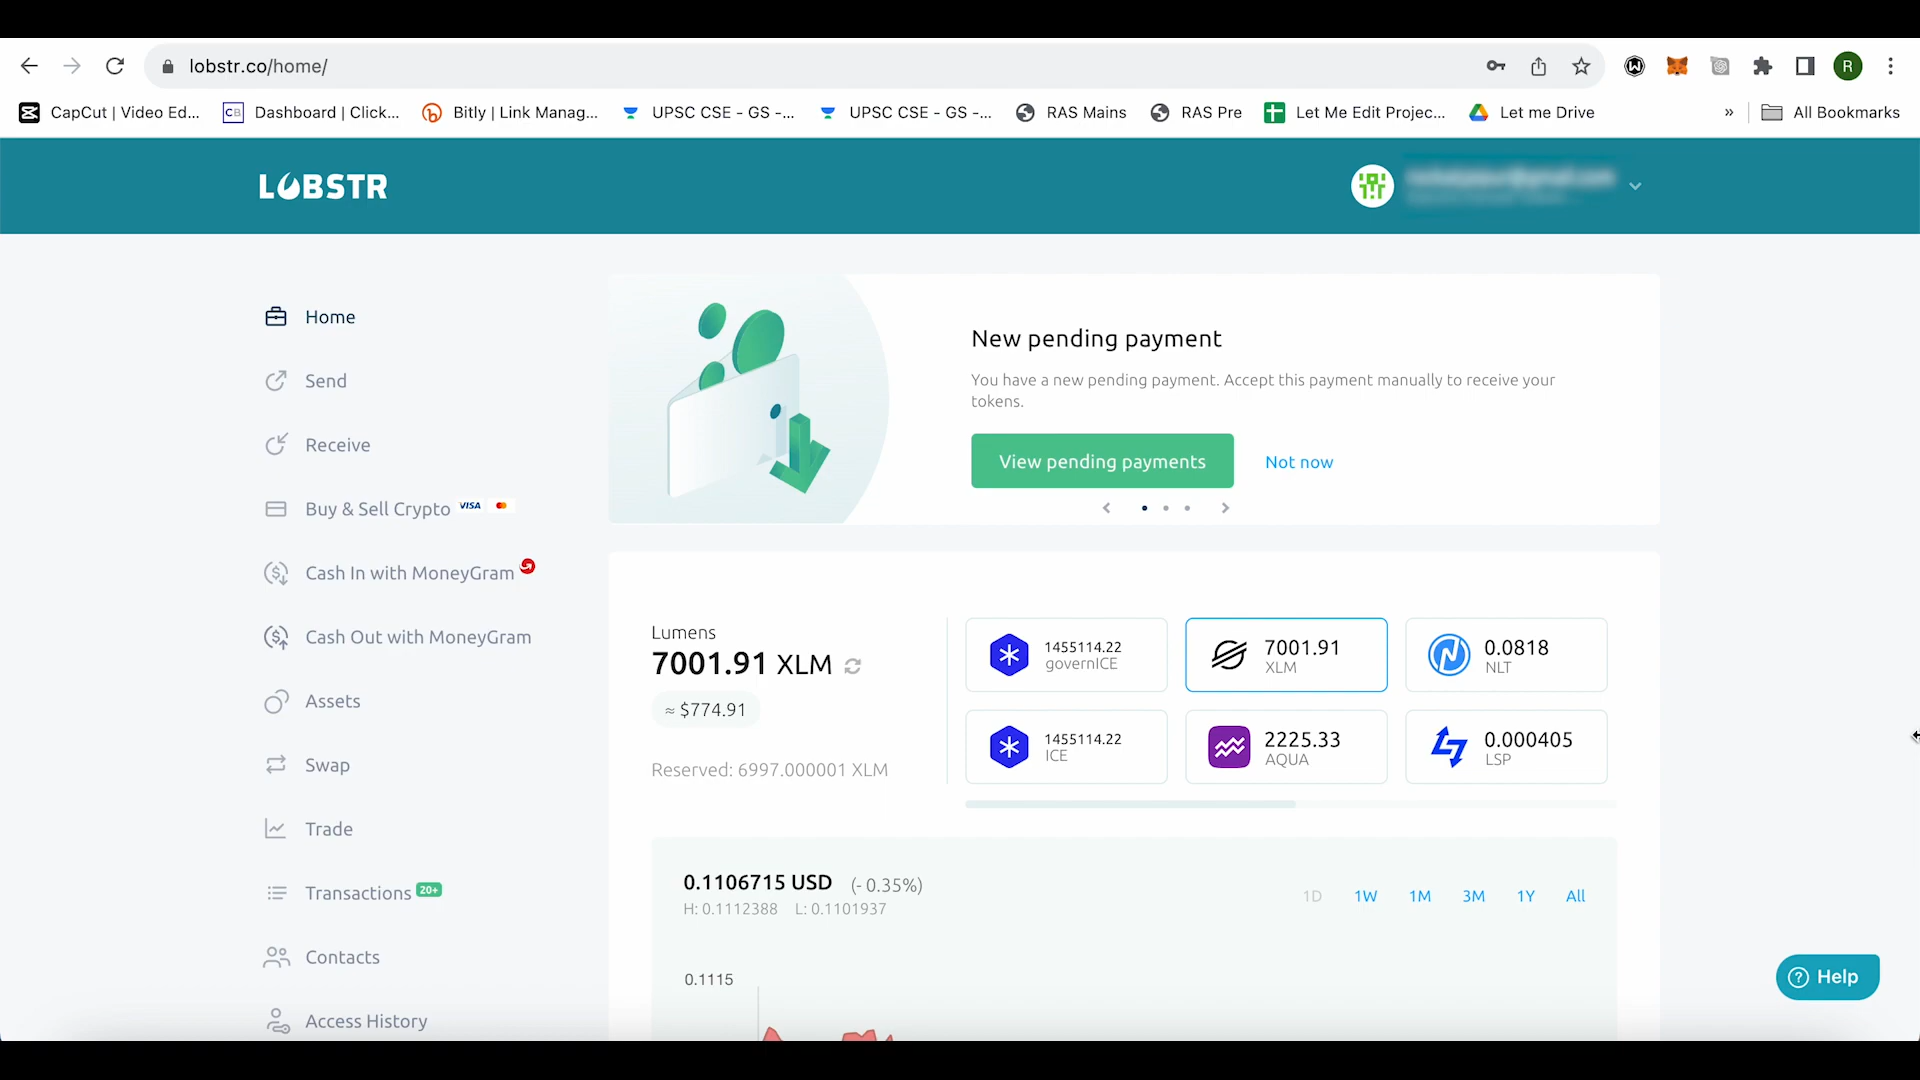 lobstr.co/home/
R
CapCut | Video Ed...
CB
Dashboard | Click...
Bitly | Link Manag...
UPSC CSE - GS -...
UPSC CSE - GS -...
RAS Mains
RAS Pre
Let Me Edit Projec...
Let me Drive
»
All Bookmarks
LOBSTR
Home
Send
Receive
Buy & Sell Crypto VISA
Cash In with MoneyGram
Cash Out with MoneyGram
Assets
Swap
Trade
Transactions 20+
Contacts
Access History
New pending payment
You have a new pending payment. Accept this payment manually to receive your
tokens.
View pending payments
Not now
Lumens
7001.91 XLM
≈ $774.91
Reserved: 6997.000001 XLM
1455114.22
governICE
7001.91
XLM
0.0818
NLT
1455114.22
ICE
2225.33
AQUA
0.000405
LSP
0.1106715 USD (- 0.35%)
H: 0.1112388 L: 0.1101937
1D 1W 1M 3M 1Y All
0.1115
? Help